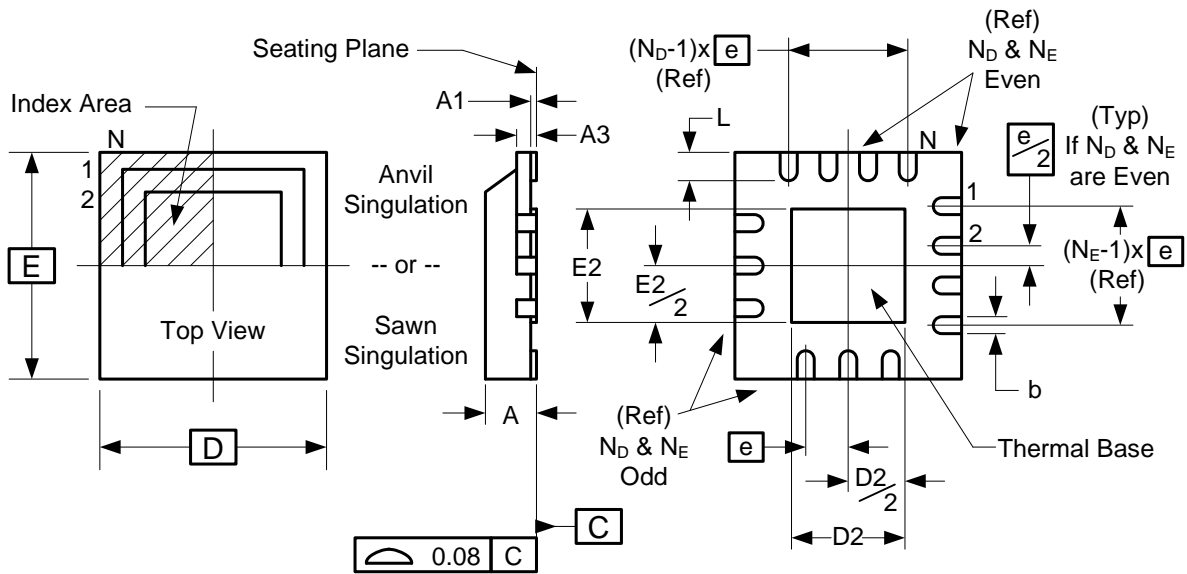 Seating Plane
Index Area
N
1
2
E
Top View
D
A1
A3
Anvil
Singulation
-- or --
Sawn
Singulation
A
0.08 C
C
(N_D-1)x e
(Ref)
L
(Ref)
N_D & N_E
Even
N
e/2
(Typ)
If N_D & N_E
are Even
1
2
(N_E-1)x e
(Ref)
E2
E2/2
b
(Ref)
N_D & N_E
Odd
e
Thermal Base
D2/2
D2